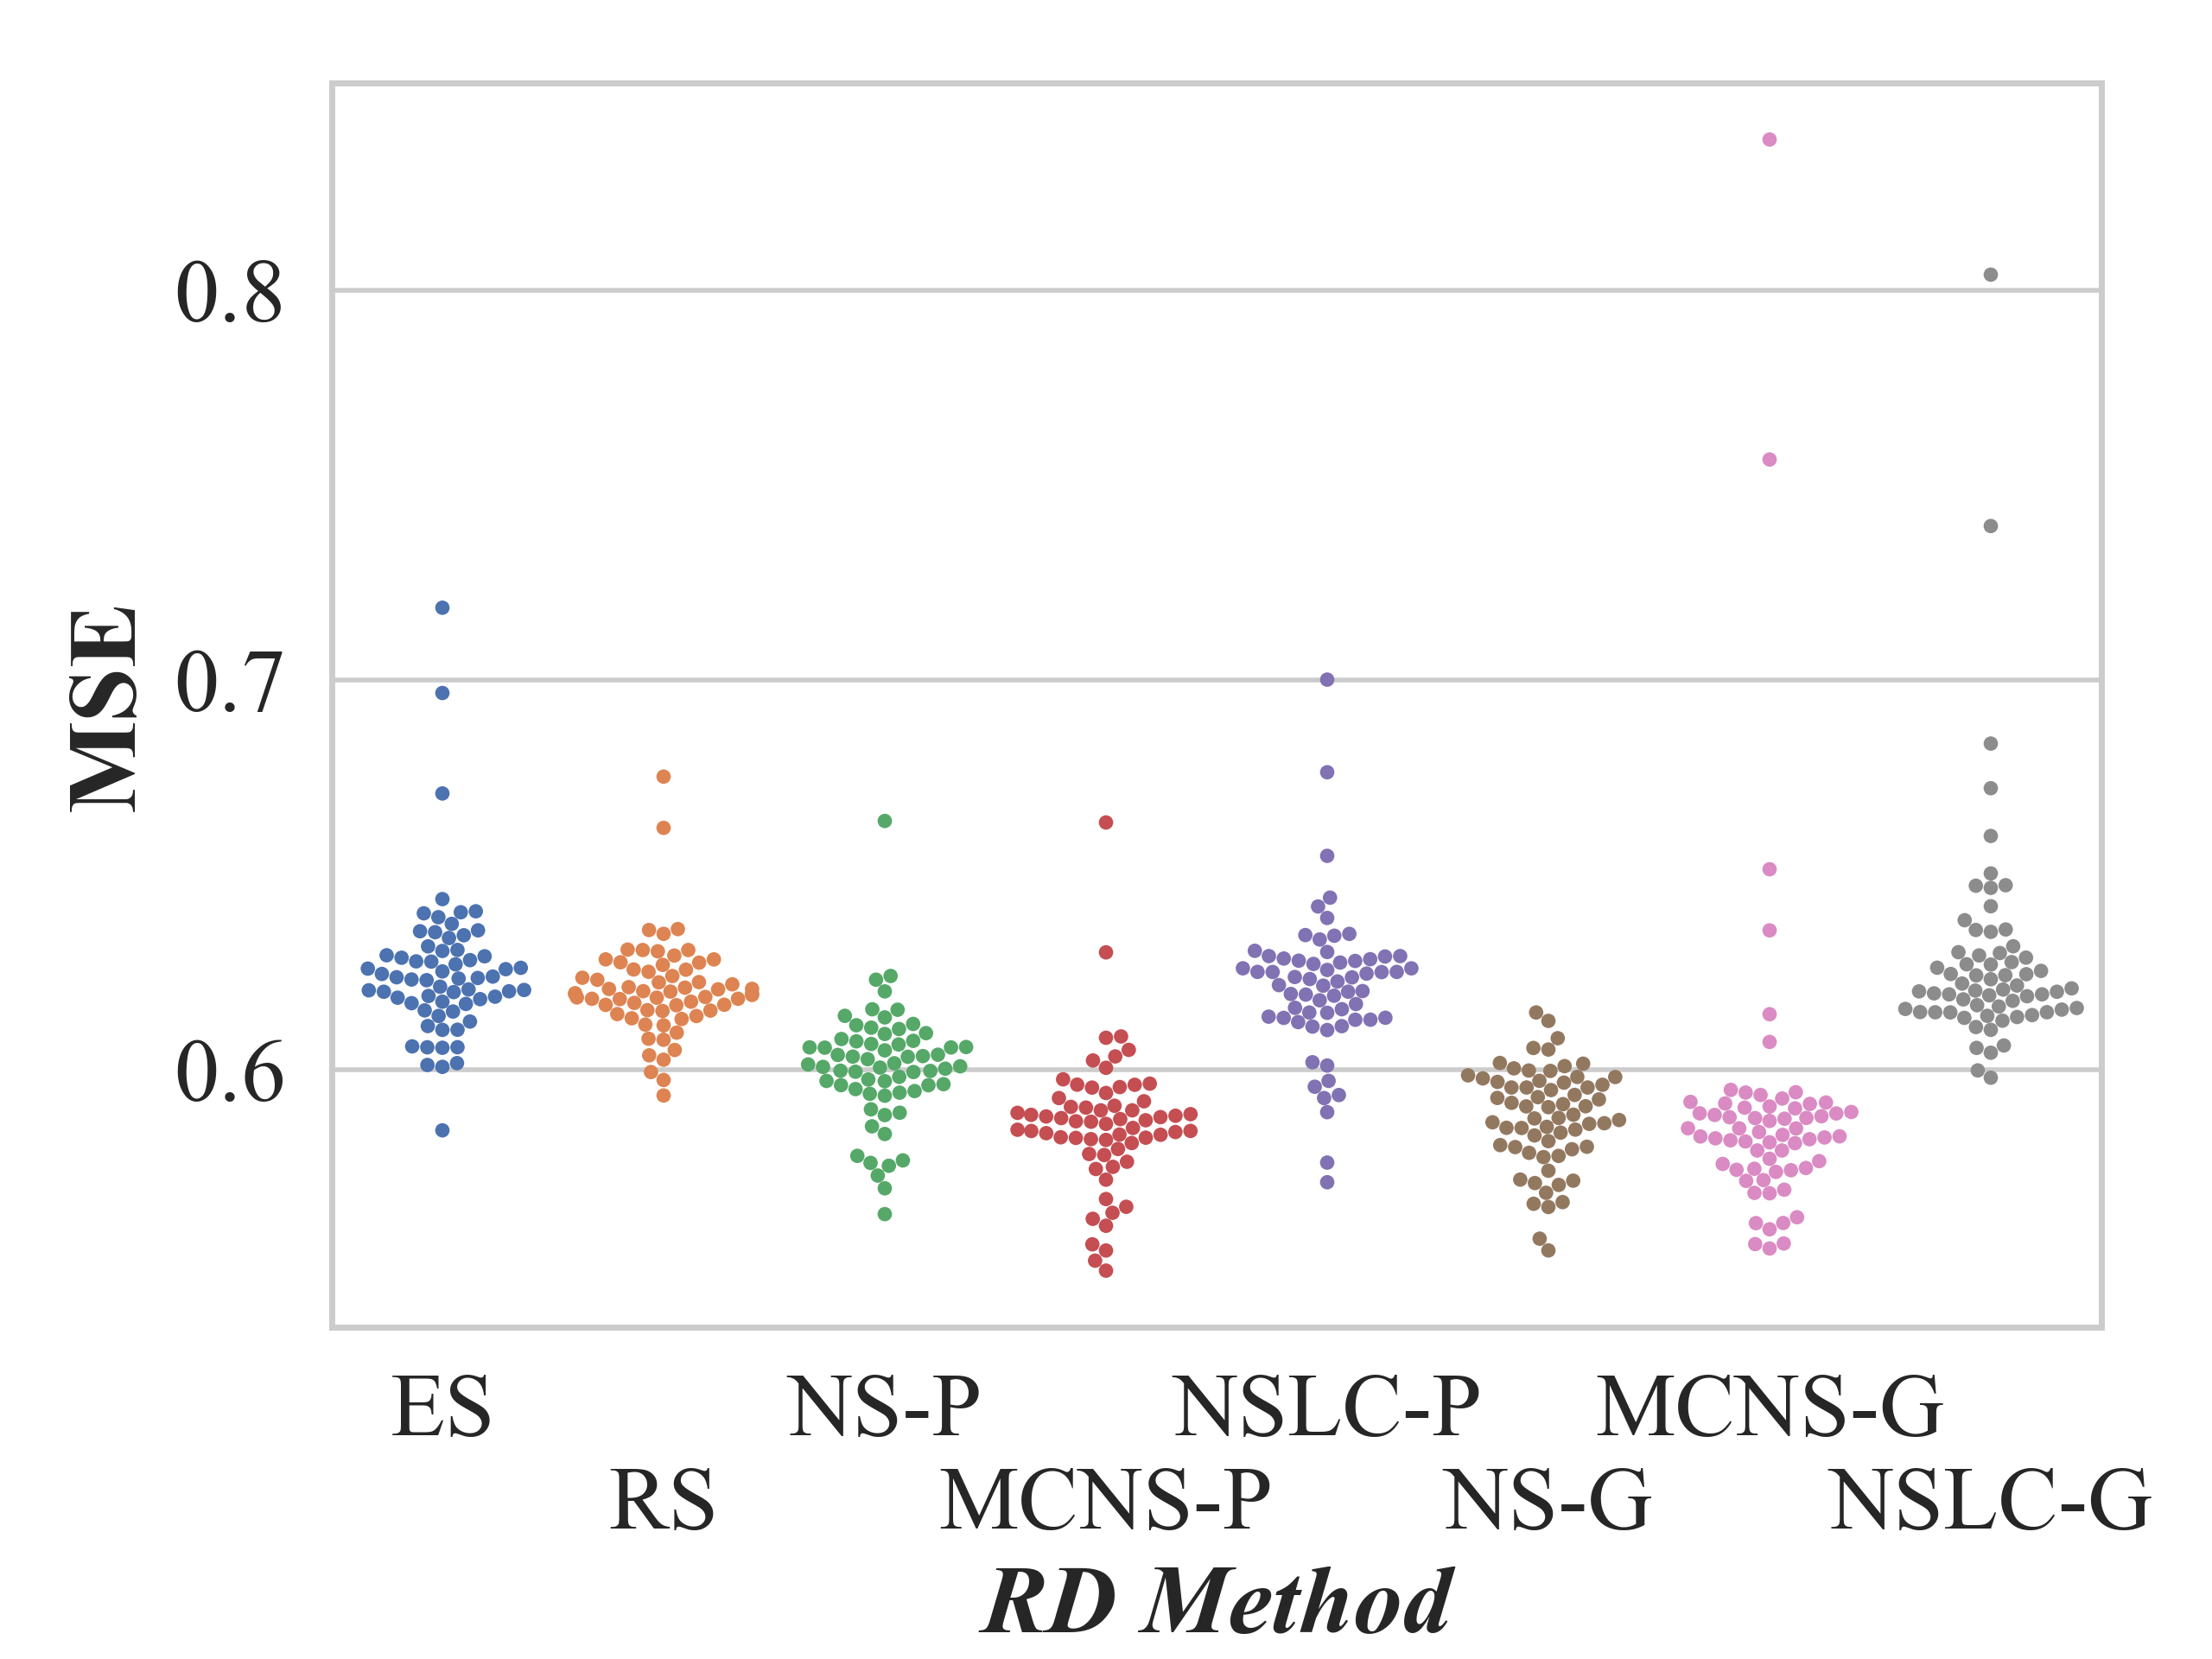 MSE
0.8
0.7
0.6
ES NS-P NSLC-P MCNS-G
RS MCNS-P NS-G NSLC-G
RD Method